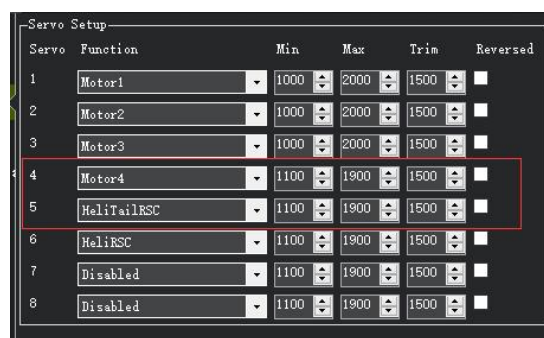 Servo Setup
Servo Function Min Max Trim Reversed
1 Motor1 1000 2000 1500
2 Motor2 1000 2000 1500
3 Motor3 1000 2000 1500
4 Motor4 1100 1900 1500
5 HeliTailRSC 1100 1900 1500
6 HeliRSC 1100 1900 1500
7 Disabled 1100 1900 1500
8 Disabled 1100 1900 1500